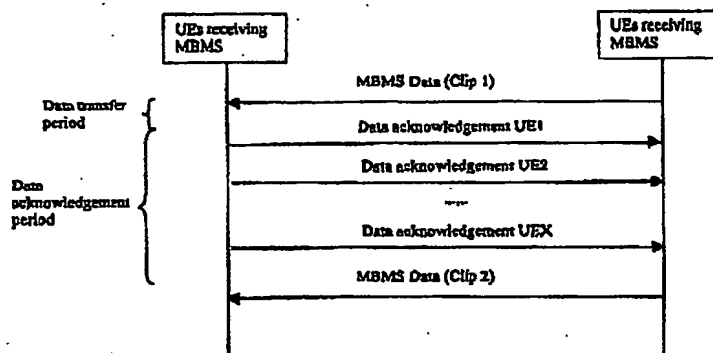 UEs receiving
MBMS
UEs receiving
MBMS
MBMS Data (Clip 1)
Data transfer
period
Data acknowledgement UE1
Data acknowledgement UE2
Data
acknowledgement
period
-----
Data acknowledgement UEX
MBMS Data (Clip 2)